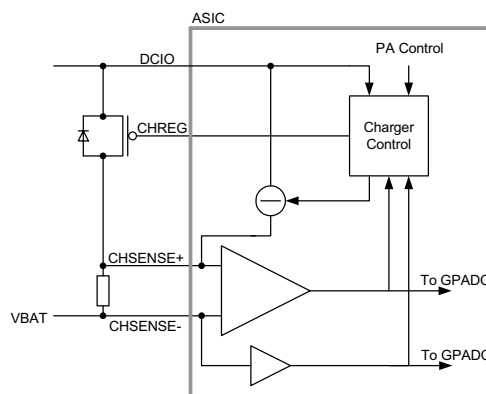 ASIC
DCIO
PA Control
CHREG
Charger
Control
CHSENSE+
To GPADC
VBAT
CHSENSE-
To GPADC